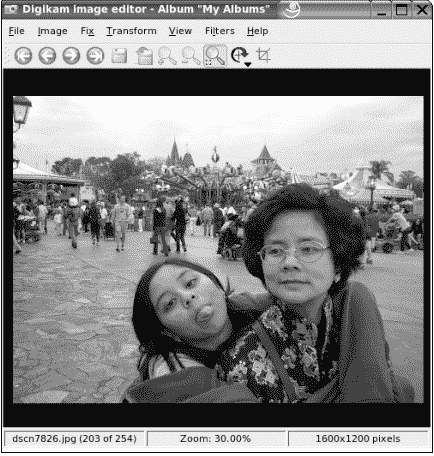 Digikam image editor - Album "My Albums"
File Image Fix Transform View Filters Help
dscn7826.jpg (203 of 254) Zoom: 30.00% 1600x1200 pixels